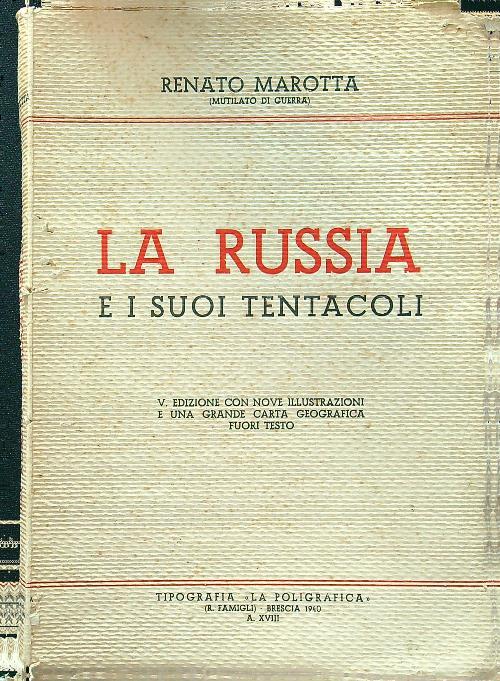 RENATO MAROTTA
(MUTILATO DI GUERRA)
LA RUSSIA
E I SUOI TENTACOLI
V. EDIZIONE CON NOVE ILLUSTRAZIONI
E UNA GRANDE CARTA GEOGRAFICA
FUORI TESTO
TIPOGRAFIA «LA POLIGRAFICA»
(R. FAMIGLI) - BRESCIA 1940
A. XVIII